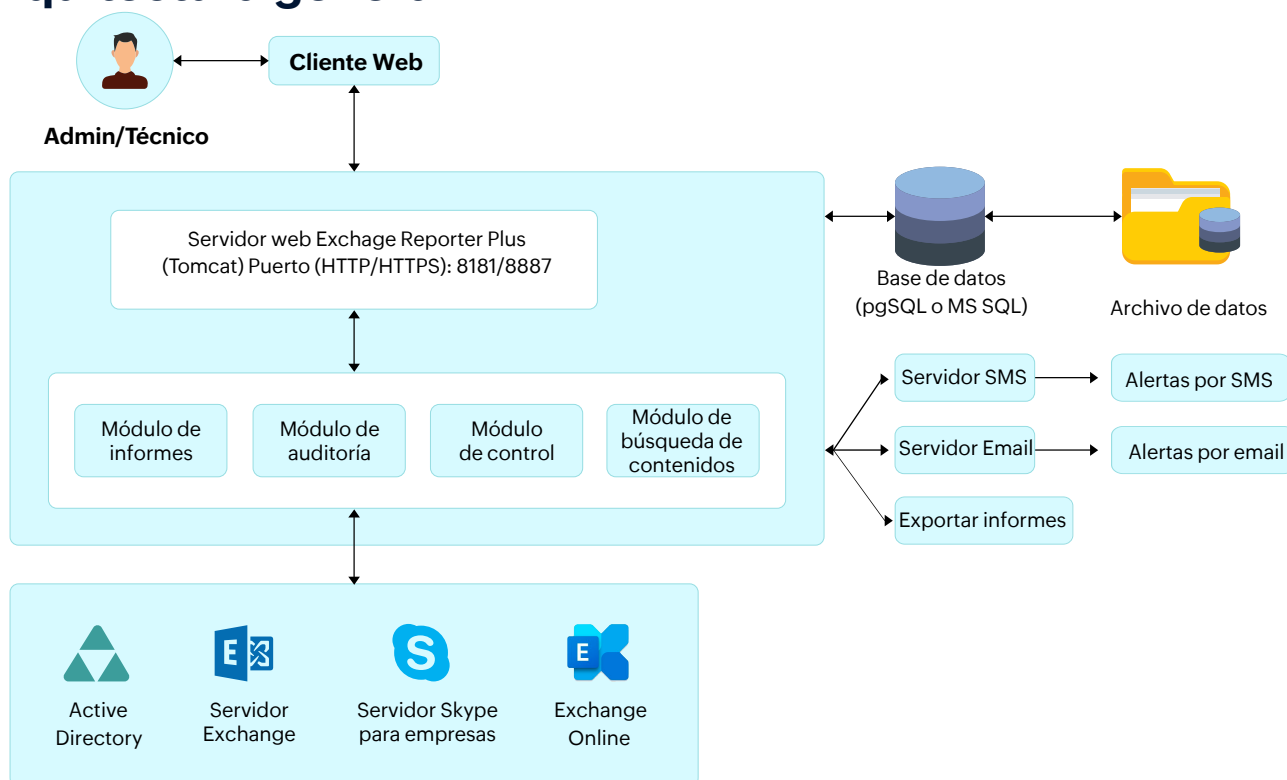 Cliente Web
Admin/Técnico
Servidor web Exchage Reporter Plus
(Tomcat) Puerto (HTTP/HTTPS): 8181/8887
Base de datos
(pgSQL o MS SQL)
Archivo de datos
Módulo de
informes
Módulo de
auditoría
Módulo
de control
Módulo de
búsqueda de
contenidos
Servidor SMS
Alertas por SMS
Servidor Email
Alertas por email
Exportar informes
E
S
E
Active
Directory
Servidor
Exchange
Servidor Skype
para empresas
Exchange
Online